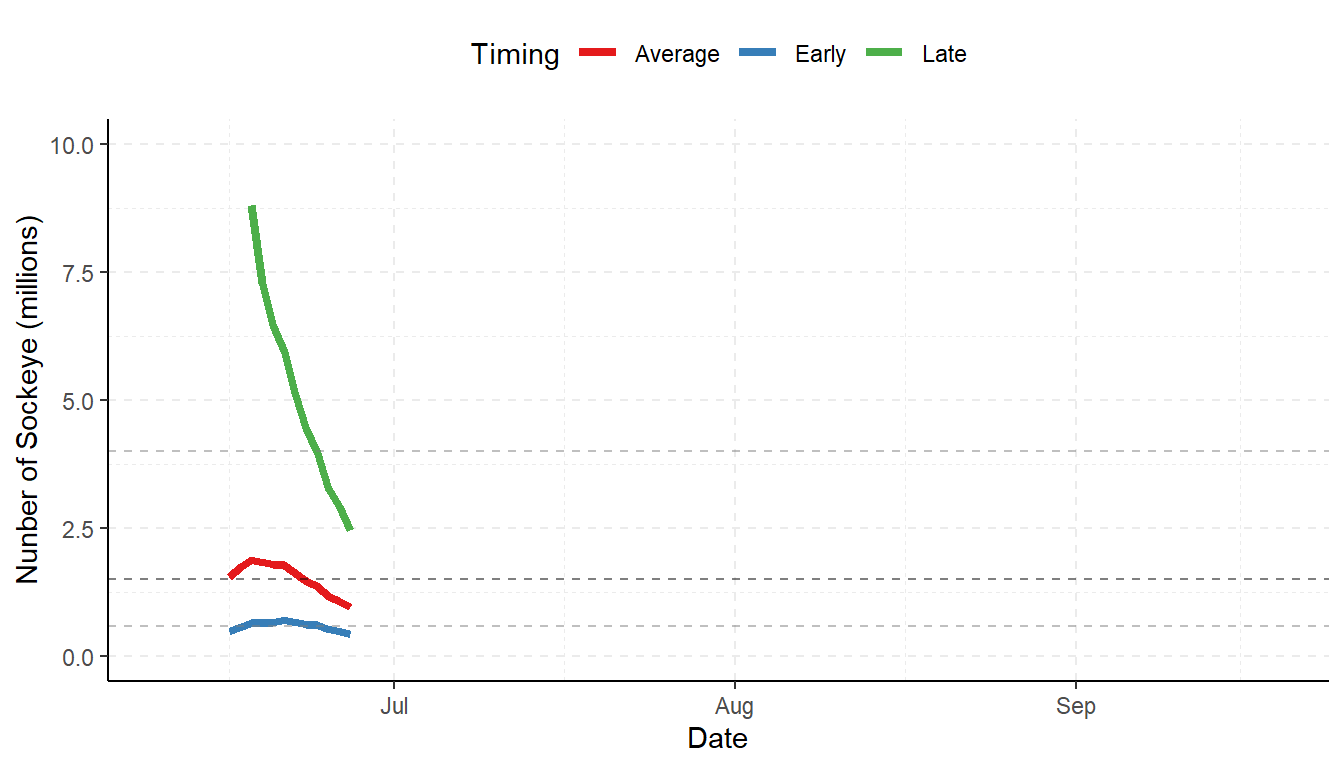 Timing Average Early Late
10.0
7.5
5.0
2.5
0.0
Nunber of Sockeye (millions)
Jul Aug Sep
Date